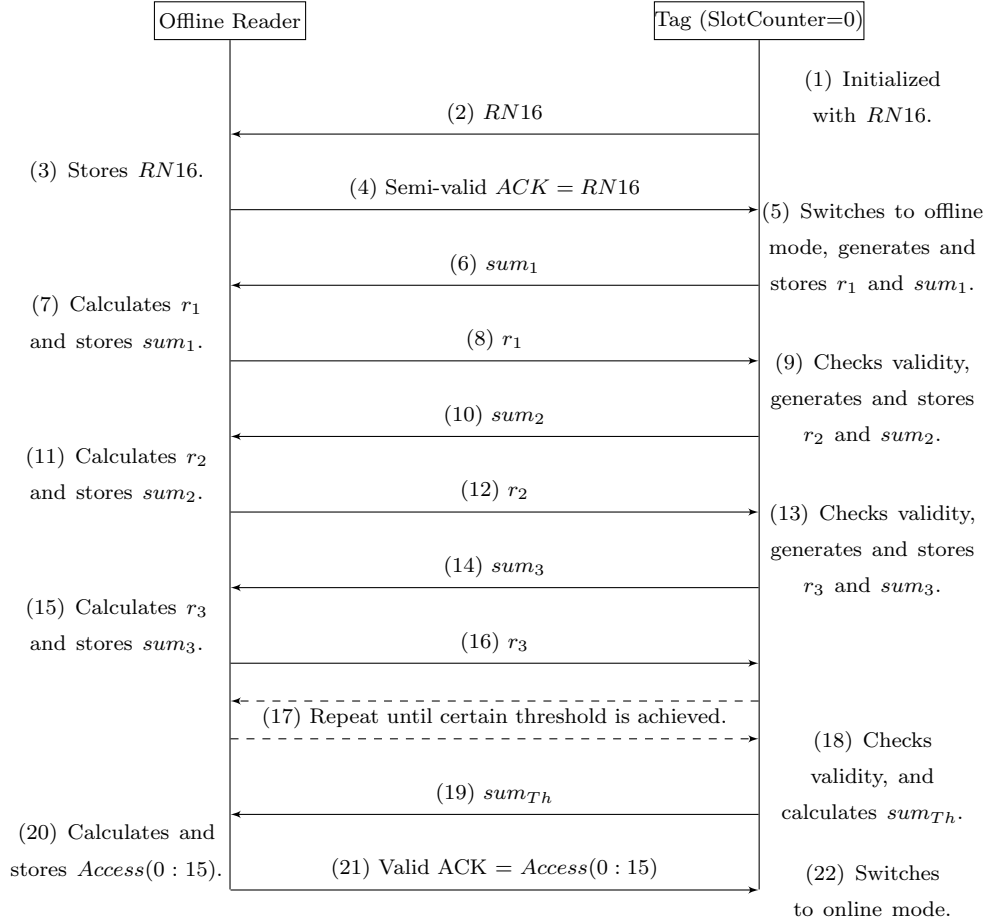 Offline Reader
Tag (SlotCounter=0)
(1) Initialized
with RN16.
(2) RN16
(3) Stores RN16.
(4) Semi-valid ACK = RN16
(5) Switches to offline
mode, generates and
stores r₁ and sum₁.
(6) sum₁
(7) Calculates r₁
and stores sum₁.
(8) r₁
(9) Checks validity,
generates and stores
r₂ and sum₂.
(10) sum₂
(11) Calculates r₂
and stores sum₂.
(12) r₂
(13) Checks validity,
generates and stores
r₃ and sum₃.
(14) sum₃
(15) Calculates r₃
and stores sum₃.
(16) r₃
(17) Repeat until certain threshold is achieved.
(18) Checks
validity, and
calculates sum_{Th}.
(19) sum_{Th}
(20) Calculates and
stores Access(0 : 15).
(21) Valid ACK = Access(0 : 15)
(22) Switches
to online mode.